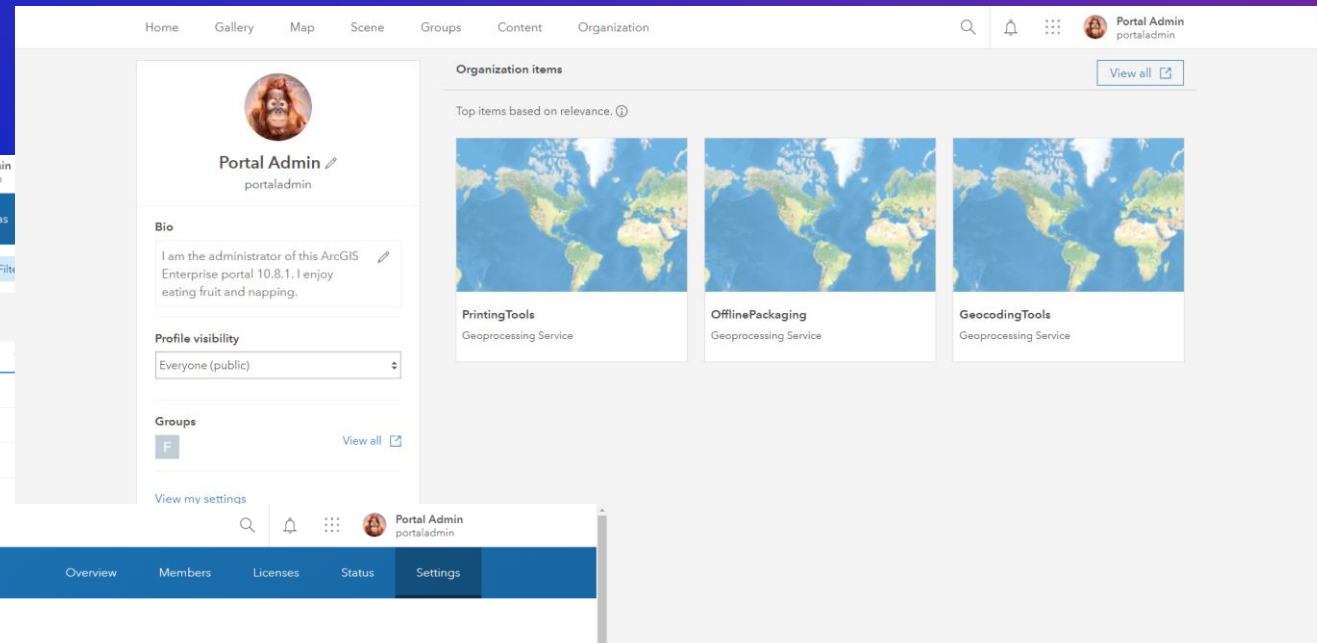 Home Gallery Map Scene Groups Content Organization
Portal Admin
portaladmin
Portal Admin
portaladmin
Bio
I am the administrator of this ArcGIS
Enterprise portal 10.8.1. I enjoy
eating fruit and napping.
Profile visibility
Everyone (public)
Groups
F
View all
View my settings
Organization items
View all
Top items based on relevance.
PrintingTools
Geoprocessing Service
OfflinePackaging
Geoprocessing Service
GeocodingTools
Geoprocessing Service
Portal Admin
portaladmin
Overview Members Licenses Status Settings